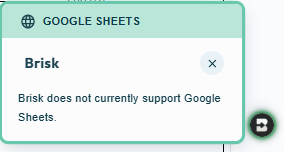 GOOGLE SHEETS
Brisk
Brisk does not currently support Google
Sheets.